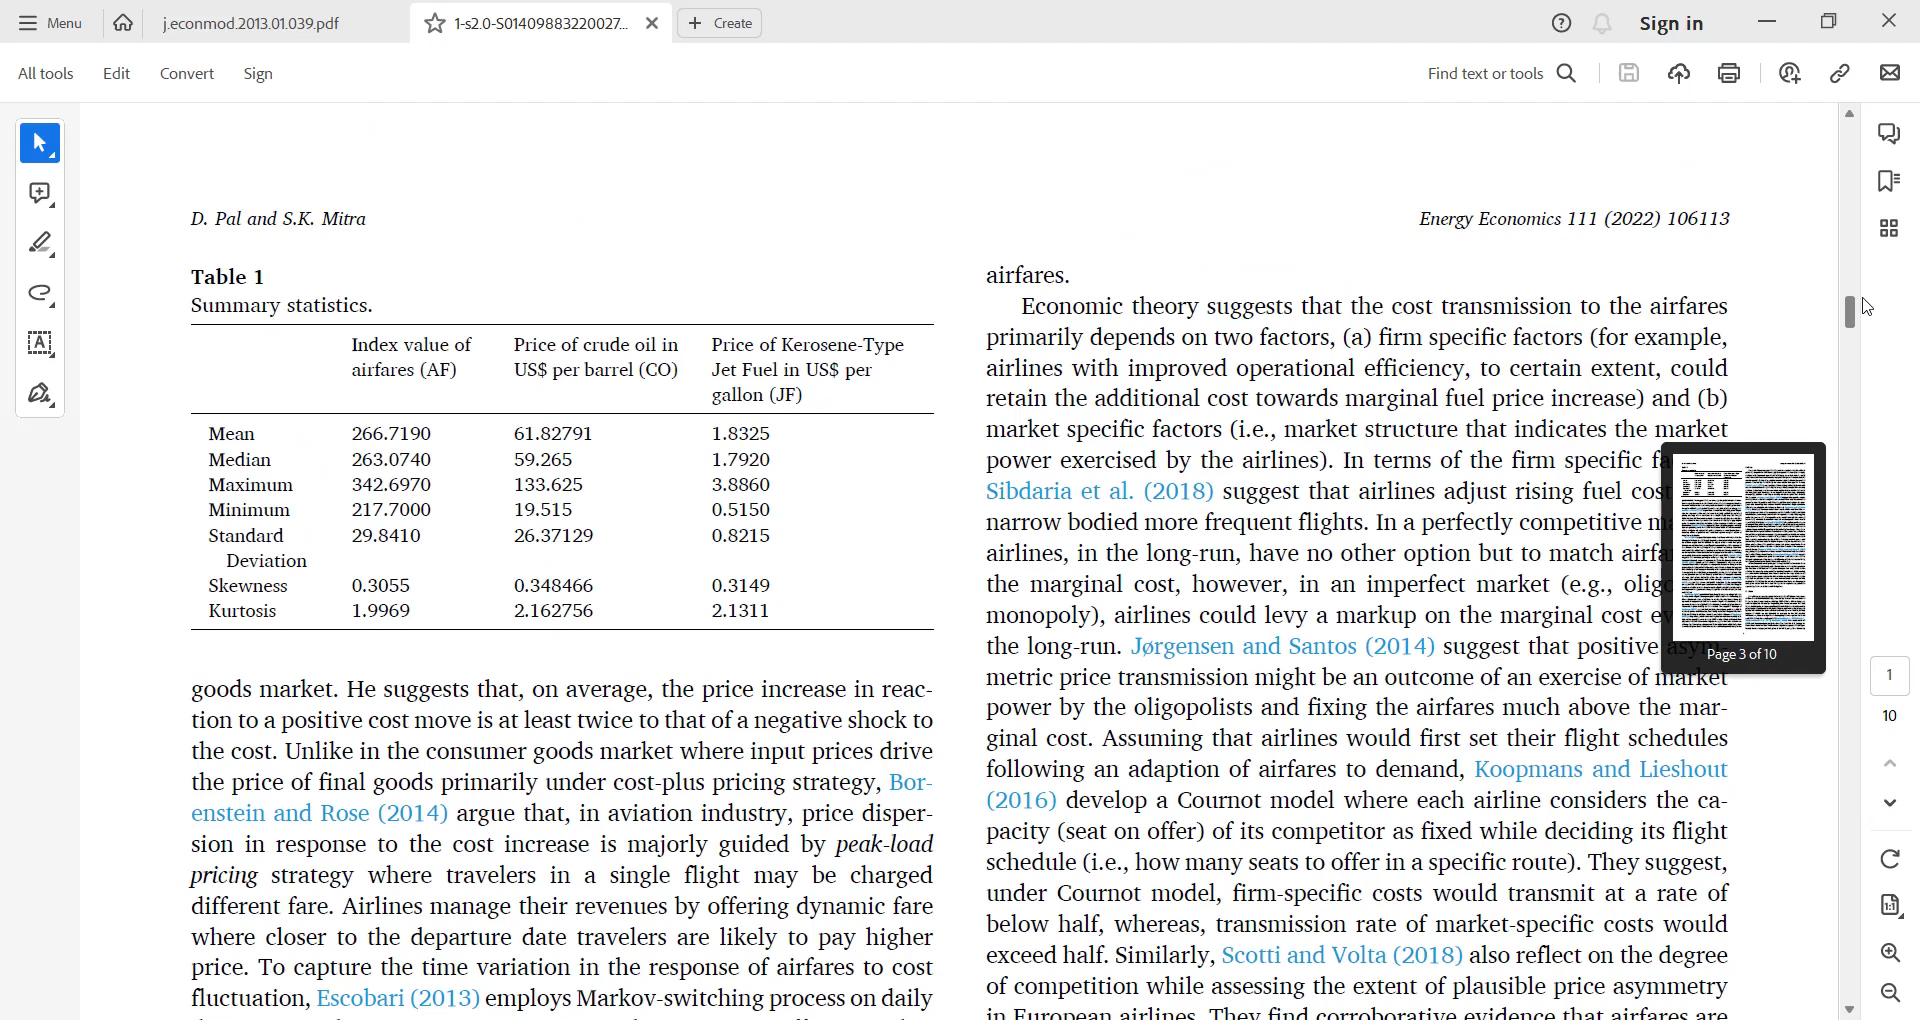 Menu
j.econmod.2013.01.039.pdf
1-s2.0-S01409883220027...
Create
Sign in
All tools
Edit
Convert
Sign
Find text or tools
D. Pal and S.K. Mitra
Energy Economics 111 (2022) 106113
Table 1
Summary statistics.
Index value of airfares (AF)
Price of crude oil in US$ per barrel (CO)
Price of Kerosene-Type Jet Fuel in US$ per gallon (JF)
Mean 266.7190 61.82791 1.8325
Median 263.0740 59.265 1.7920
Maximum 342.6970 133.625 3.8860
Minimum 217.7000 19.515 0.5150
Standard 29.8410 26.37129 0.8215
Deviation
Skewness 0.3055 0.348466 0.3149
Kurtosis 1.9969 2.162756 2.1311
goods market. He suggests that, on average, the price increase in reac-
tion to a positive cost move is at least twice to that of a negative shock to
the cost. Unlike in the consumer goods market where input prices drive
the price of final goods primarily under cost-plus pricing strategy, Bor-
enstein and Rose (2014) argue that, in aviation industry, price disper-
sion in response to the cost increase is majorly guided by peak-load
pricing strategy where travelers in a single flight may be charged
different fare. Airlines manage their revenues by offering dynamic fare
where closer to the departure date travelers are likely to pay higher
price. To capture the time variation in the response of airfares to cost
fluctuation, Escobari (2013) employs Markov-switching process on daily
airfares.
Economic theory suggests that the cost transmission to the airfares
primarily depends on two factors, (a) firm specific factors (for example,
airlines with improved operational efficiency, to certain extent, could
retain the additional cost towards marginal fuel price increase) and (b)
market specific factors (i.e., market structure that indicates the market
power exercised by the airlines). In terms of the firm specific
Sibdaria et al. (2018) suggest that airlines adjust rising fuel cost
narrow bodied more frequent flights. In a perfectly competitive
airlines, in the long-run, have no other option but to match
the marginal cost, however, in an imperfect market (e.g.,
monopoly), airlines could levy a markup on the marginal cost
the long-run. Jørgensen and Santos (2014) suggest that positive asym-
metric price transmission might be an outcome of an exercise of market
power by the oligopolists and fixing the airfares much above the mar-
ginal cost. Assuming that airlines would first set their flight schedules
following an adaption of airfares to demand, Koopmans and Lieshout
(2016) develop a Cournot model where each airline considers the ca-
pacity (seat on offer) of its competitor as fixed while deciding its flight
schedule (i.e., how many seats to offer in a specific route). They suggest,
under Cournot model, firm-specific costs would transmit at a rate of
below half, whereas, transmission rate of market-specific costs would
exceed half. Similarly, Scotti and Volta (2018) also reflect on the degree
of competition while assessing the extent of plausible price asymmetry
in European airlines. They find corroborative evidence that airfares are
Page 3 of 10
1
10